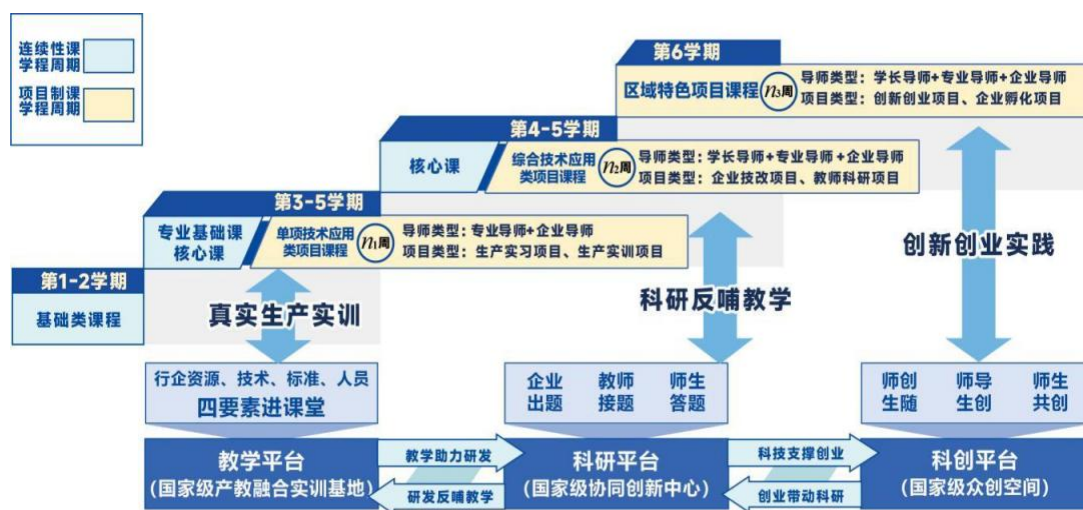 连续性课
学程周期
项目制课
学程周期
第6学期
区域特色项目课程
n3周
导师类型：学长导师+专业导师+企业导师
项目类型：创新创业项目、企业孵化项目
第4-5学期
核心课
综合技术应用
类项目课程
n2周
导师类型：学长导师+专业导师+企业导师
项目类型：企业技改项目、教师科研项目
第3-5学期
专业基础课
核心课
单项技术应用
类项目课程
n1周
导师类型：专业导师+企业导师
项目类型：生产实习项目、生产实训项目
第1-2学期
基础类课程
真实生产实训
科研反哺教学
创新创业实践
行企资源、技术、标准、人员
四要素进课堂
企业
出题
教师
接题
师生
答题
师创
生随
师导
生创
师生
共创
教学平台
(国家级产教融合实训基地)
教学助力研发
研发反哺教学
科研平台
(国家级协同创新中心)
科技支撑创业
创业带动科研
科创平台
(国家级众创空间)